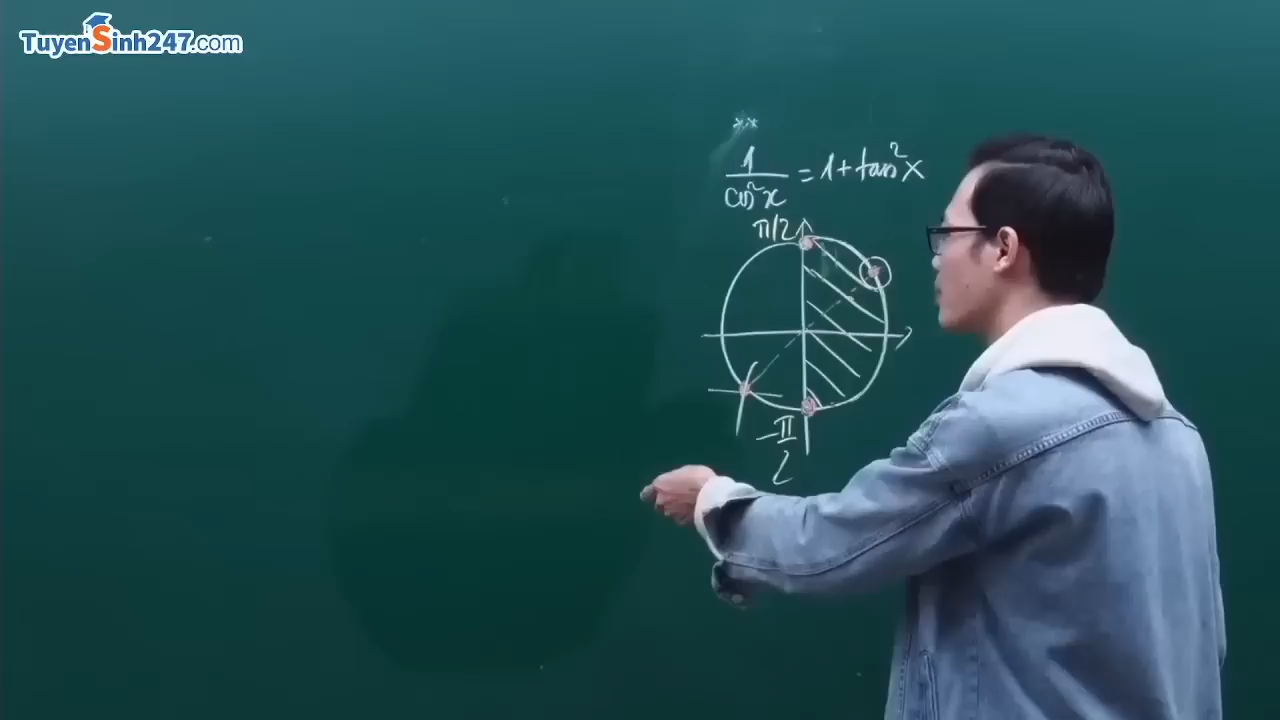 TuyenSinh247.com
**
1/cos²x = 1 + tan²x
π/2
-π/2